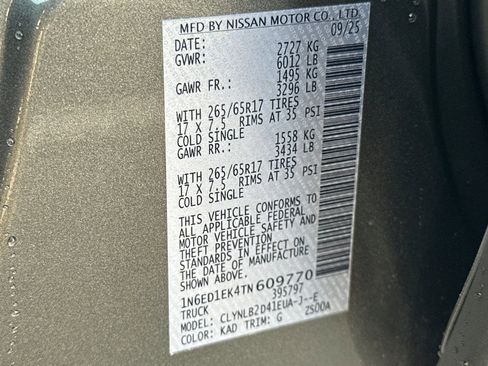 MFD BY NISSAN MOTOR CO., LTD.
DATE: 09/25
GVWR: 2727 KG
6012 LB
GAWR FR.: 1495 KG
3296 LB
WITH 265/65R17 TIRES
17 X 7.5 RIMS AT 35 PSI
COLD SINGLE
GAWR RR.: 1558 KG
3434 LB
WITH 265/65R17 TIRES
17 X 7.5 RIMS AT 35 PSI
COLD SINGLE
THIS VEHICLE CONFORMS TO
ALL APPLICABLE FEDERAL
MOTOR VEHICLE SAFETY AND
THEFT PREVENTION
STANDARDS IN EFFECT ON
THE DATE OF MANUFACTURE
SHOWN ABOVE.
1N6ED1EK4TN609770
TRUCK 395797
MODEL: CLYNLB2D41EUA-J--E
COLOR: KAD TRIM: G ZS00A